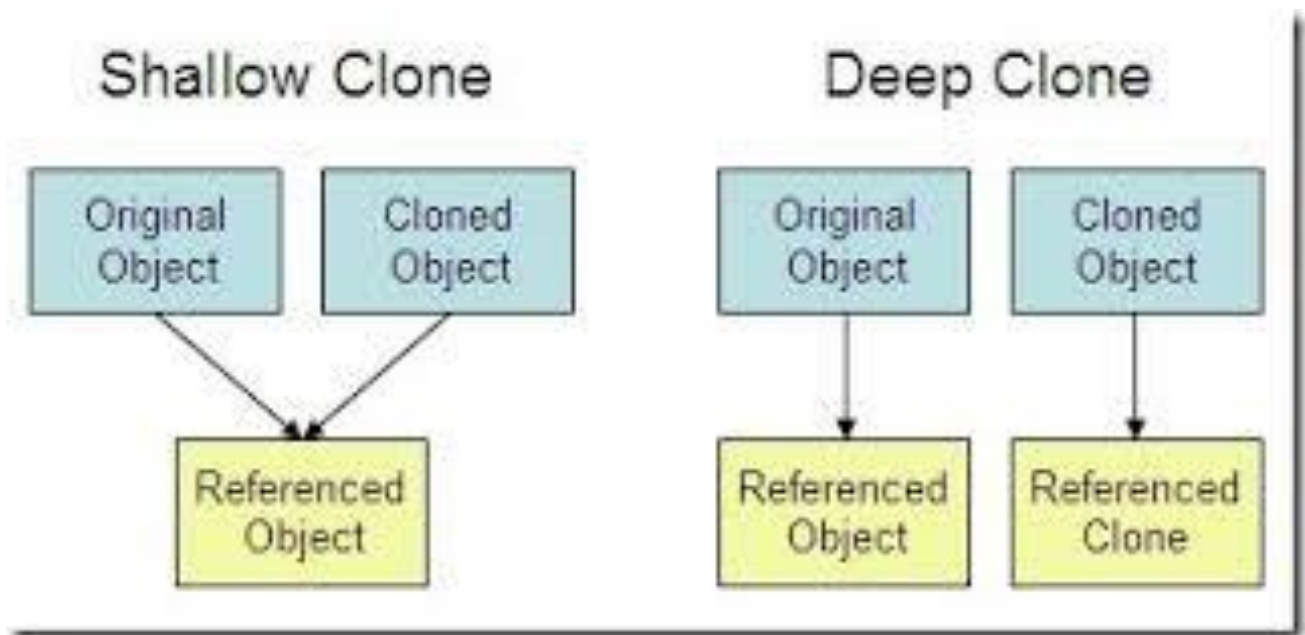 Shallow Clone
Deep Clone
Original
Object
Cloned
Object
Original
Object
Cloned
Object
Referenced
Object
Referenced
Object
Referenced
Clone